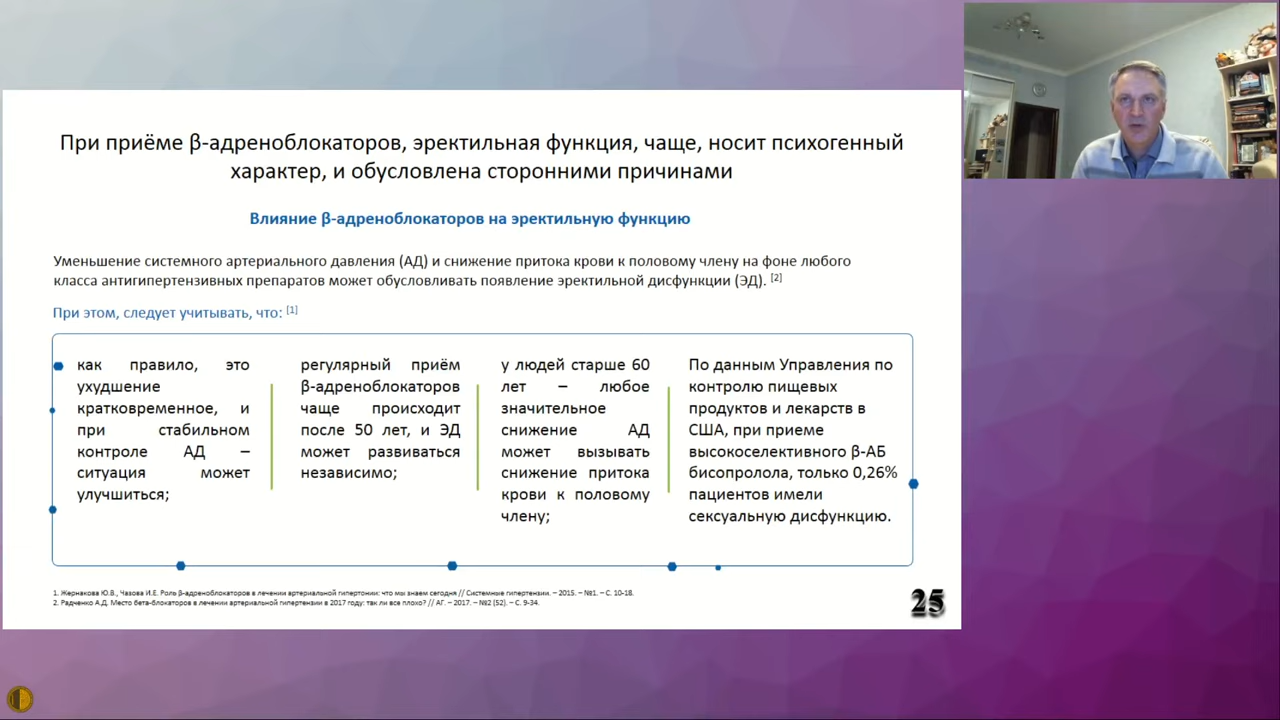 При приёме β-адреноблокаторов, эректильная функция, чаще, носит психогенный
характер, и обусловлена сторонними причинами
Влияние β-адреноблокаторов на эректильную функцию
Уменьшение системного артериального давления (АД) и снижение притока крови к половому члену на фоне любого
класса антигипертензивных препаратов может обусловливать появление эректильной дисфункции (ЭД). [2]
При этом, следует учитывать, что: [1]
как правило, это
ухудшение
кратковременное, и
при стабильном
контроле АД –
ситуация может
улучшиться;
регулярный приём
β-адреноблокаторов
чаще происходит
после 50 лет, и ЭД
может развиваться
независимо;
у людей старше 60
лет – любое
значительное
снижение АД
может вызывать
снижение притока
крови к половому
члену;
По данным Управления по
контролю пищевых
продуктов и лекарств в
США, при приеме
высокоселективного β-АБ
бисопролола, только 0,26%
пациентов имели
сексуальную дисфункцию.
1. Жернакова Ю.В., Чазова И.Е. Роль β-адреноблокаторов в лечении артериальной гипертонии: что мы знаем сегодня // Системные гипертензии. – 2015. – №1. – С. 10-18.
2. Радченко А.Д. Место бета-блокаторов в лечении артериальной гипертензии в 2017 году: так ли все плохо? // АГ. – 2017. – №2 (52). – С. 9-34.
25